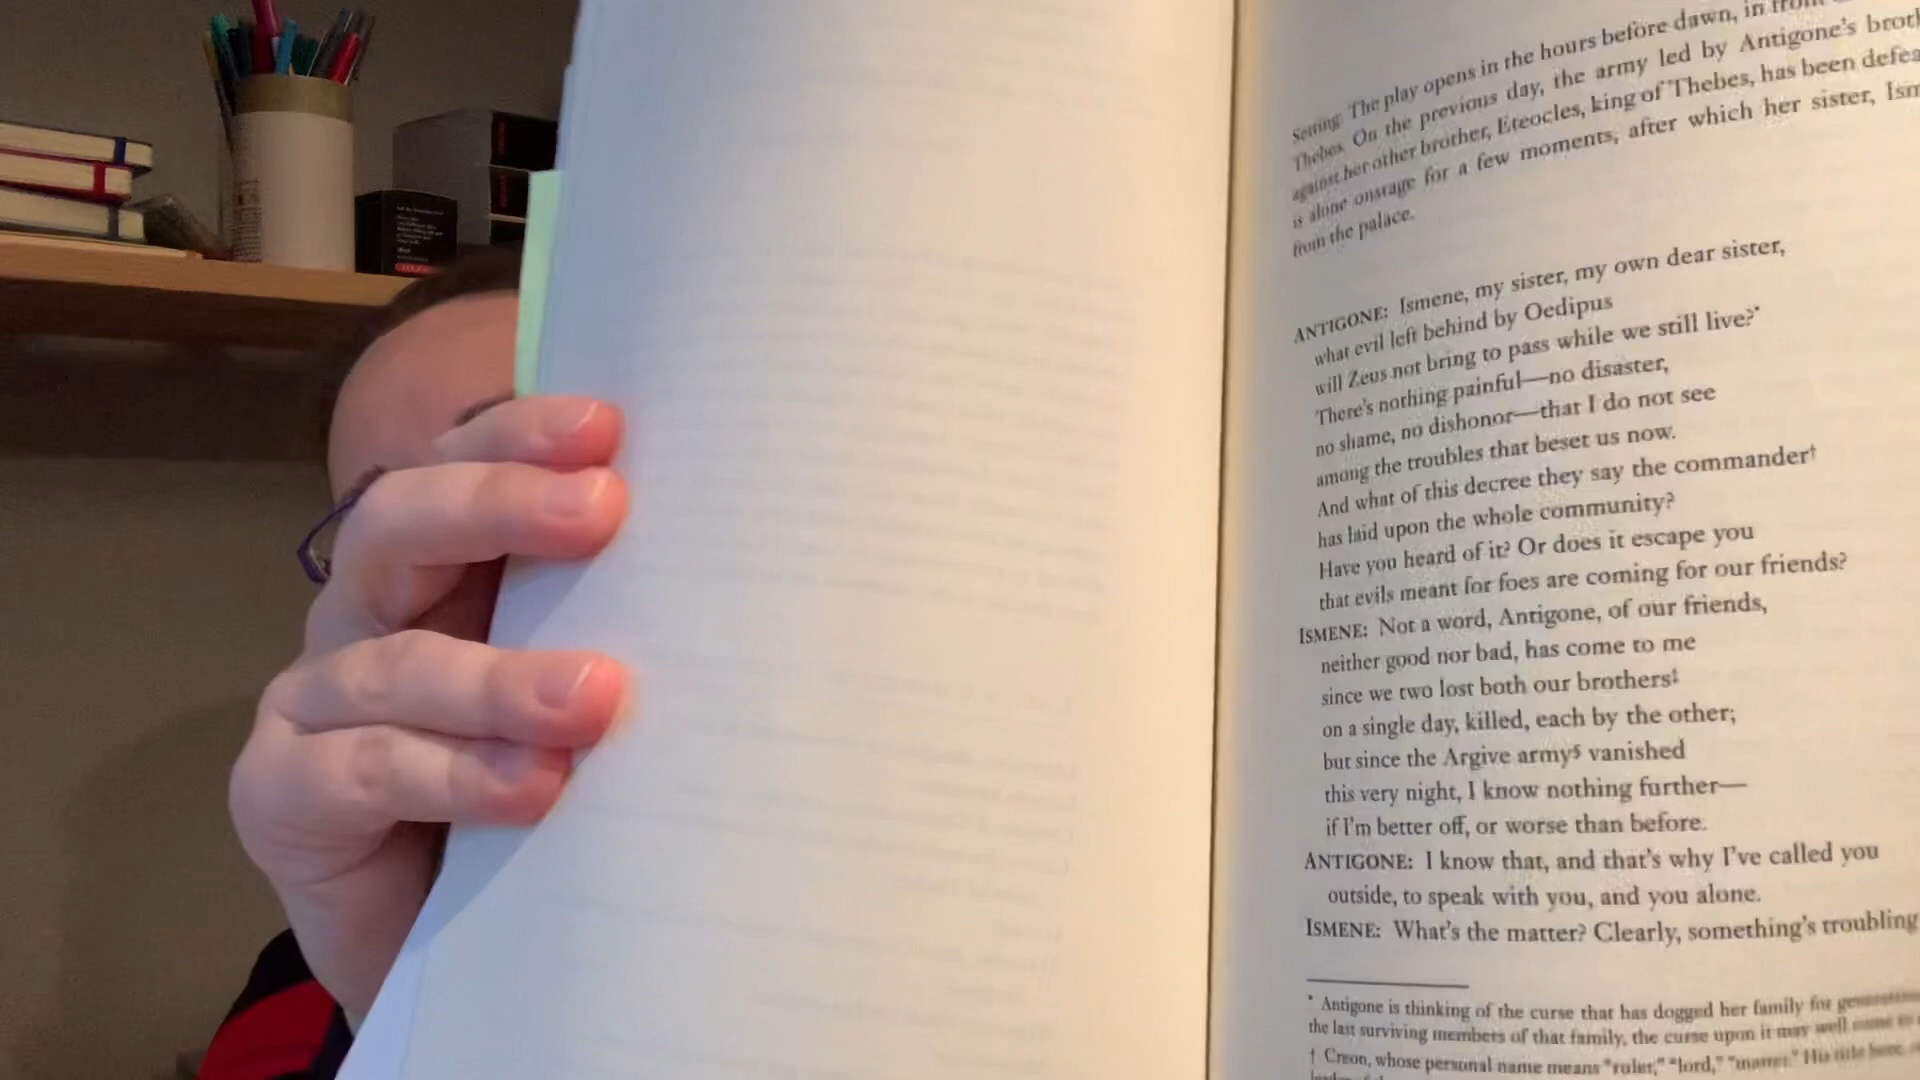 Setting: The play opens in the hours before dawn, in front
Thebes. On the previous day, the army led by Antigone's
against her other brother, Eteocles, king of Thebes, has been
is alone onstage for a few moments, after which her sister,
from the palace.
ANTIGONE: Ismene, my sister, my own dear sister,
what evil left behind by Oedipus
will Zeus not bring to pass while we still live?*
There's nothing painful—no disaster,
no shame, no dishonor—that I do not see
among the troubles that beset us now.
And what of this decree they say the commander†
has laid upon the whole community?
Have you heard of it? Or does it escape you
that evils meant for foes are coming for our friends?
ISMENE: Not a word, Antigone, of our friends,
neither good nor bad, has come to me
since we two lost both our brothers‡
on a single day, killed, each by the other;
but since the Argive army§ vanished
this very night, I know nothing further—
if I'm better off, or worse than before.
ANTIGONE: I know that, and that's why I've called you
outside, to speak with you, and you alone.
ISMENE: What's the matter? Clearly, something's troubling
* Antigone is thinking of the curse that has dogged her family for generations
the last surviving members of that family, the curse upon it may well come to
† Creon, whose personal name means "ruler," "lord," "master." His title here,